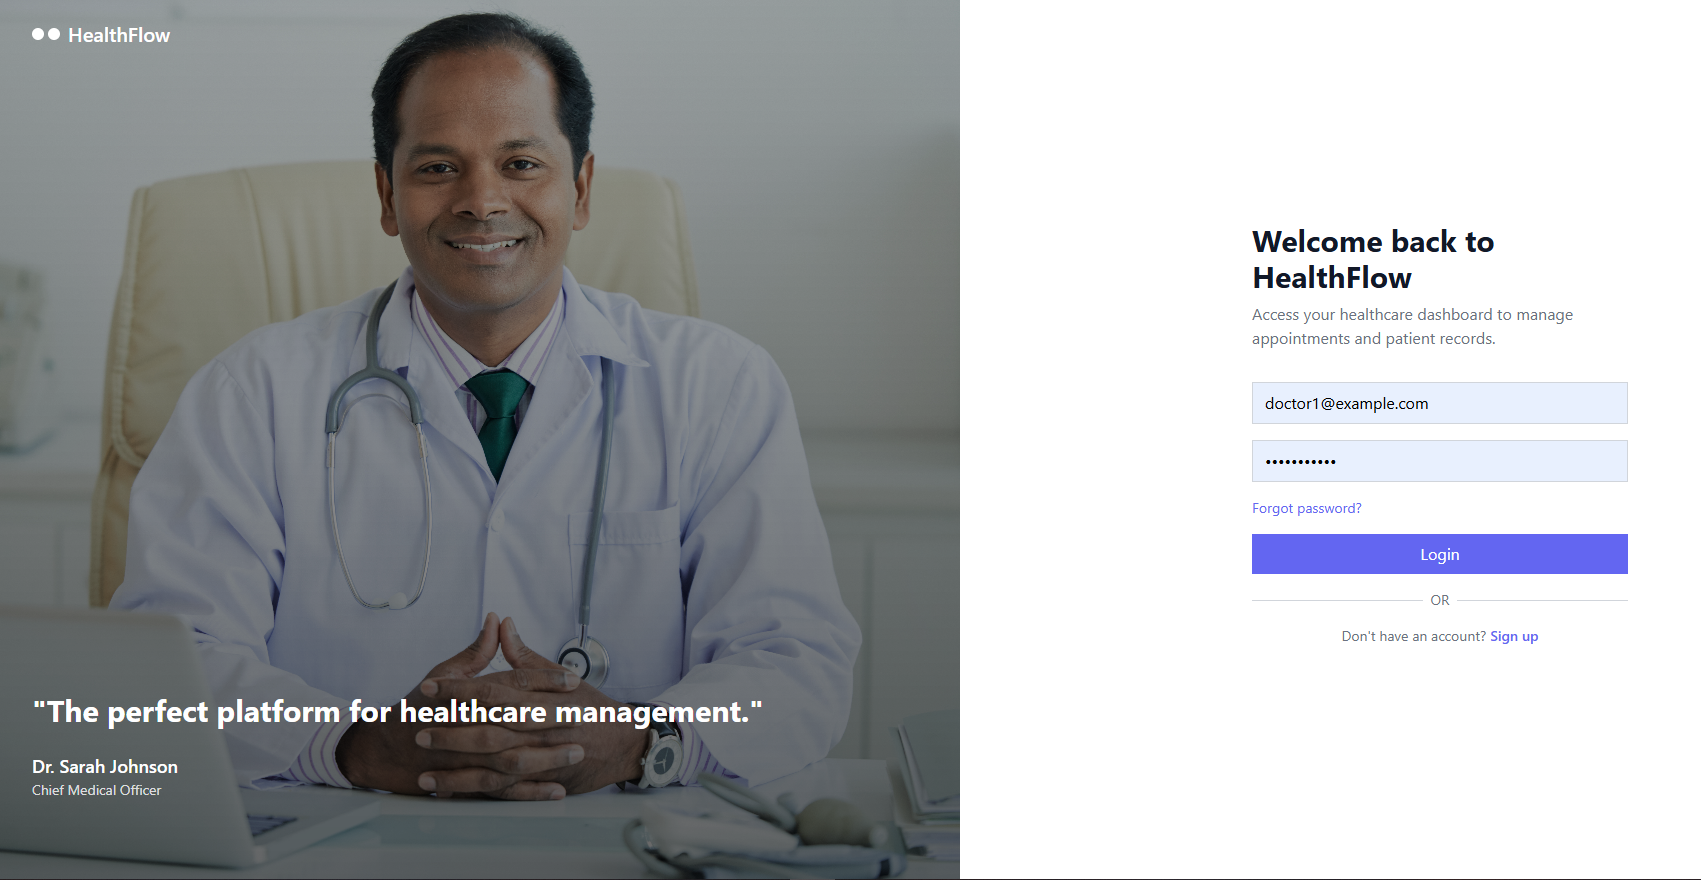 HealthFlow
"The perfect platform for healthcare management."
Dr. Sarah Johnson
Chief Medical Officer
Welcome back to
HealthFlow
Access your healthcare dashboard to manage
appointments and patient records.
doctor1@example.com
•••••••••••
Forgot password?
Login
OR
Don't have an account? Sign up